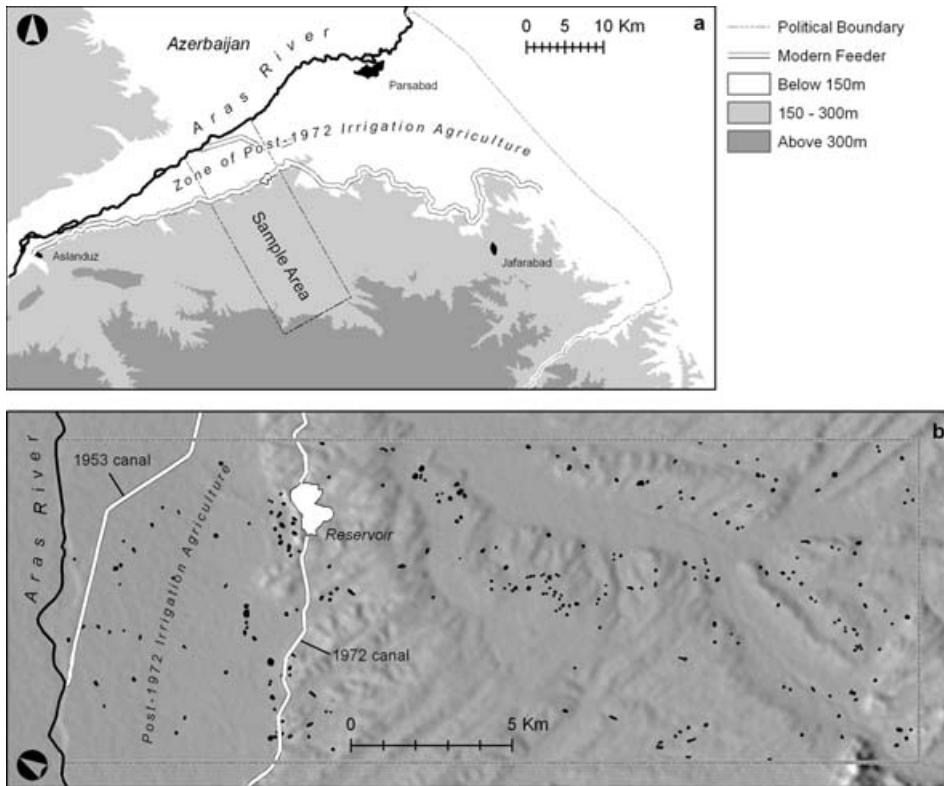 a
0 5 10 Km
Azerbaijan
Aras River
Parsabad
Zone of Post-1972 Irrigation Agriculture
Sample Area
Aslanduz
Jafarabad
Political Boundary
Modern Feeder
Below 150m
150 - 300m
Above 300m
b
1953 canal
Aras River
Post-1972 Irrigation Agriculture
Reservoir
1972 canal
0 5 Km